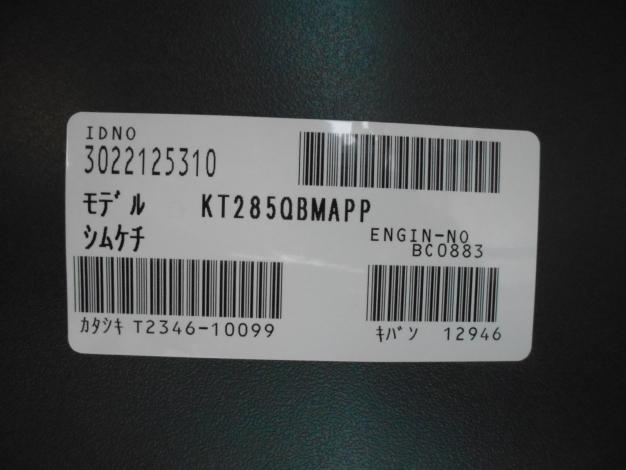 IDNO
3022125310
ﾓﾃﾞﾙ KT285QBMAPP
ｼﾑｹﾁ ENGIN-NO
BC0883
ｶﾀｼｷ T2346-10099 ｷﾊﾞﾝ 12946